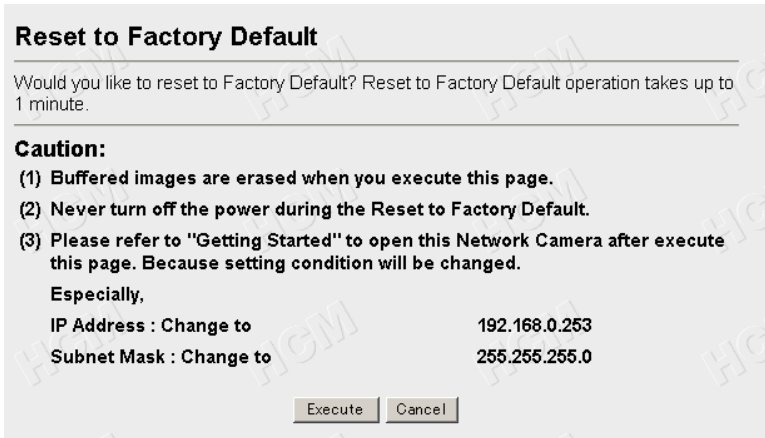 Reset to Factory Default
Would you like to reset to Factory Default? Reset to Factory Default operation takes up to
1 minute.
Caution:
(1) Buffered images are erased when you execute this page.
(2) Never turn off the power during the Reset to Factory Default.
(3) Please refer to "Getting Started" to open this Network Camera after execute
this page. Because setting condition will be changed.
Especially,
IP Address : Change to 192.168.0.253
Subnet Mask : Change to 255.255.255.0
Execute Cancel
HCM